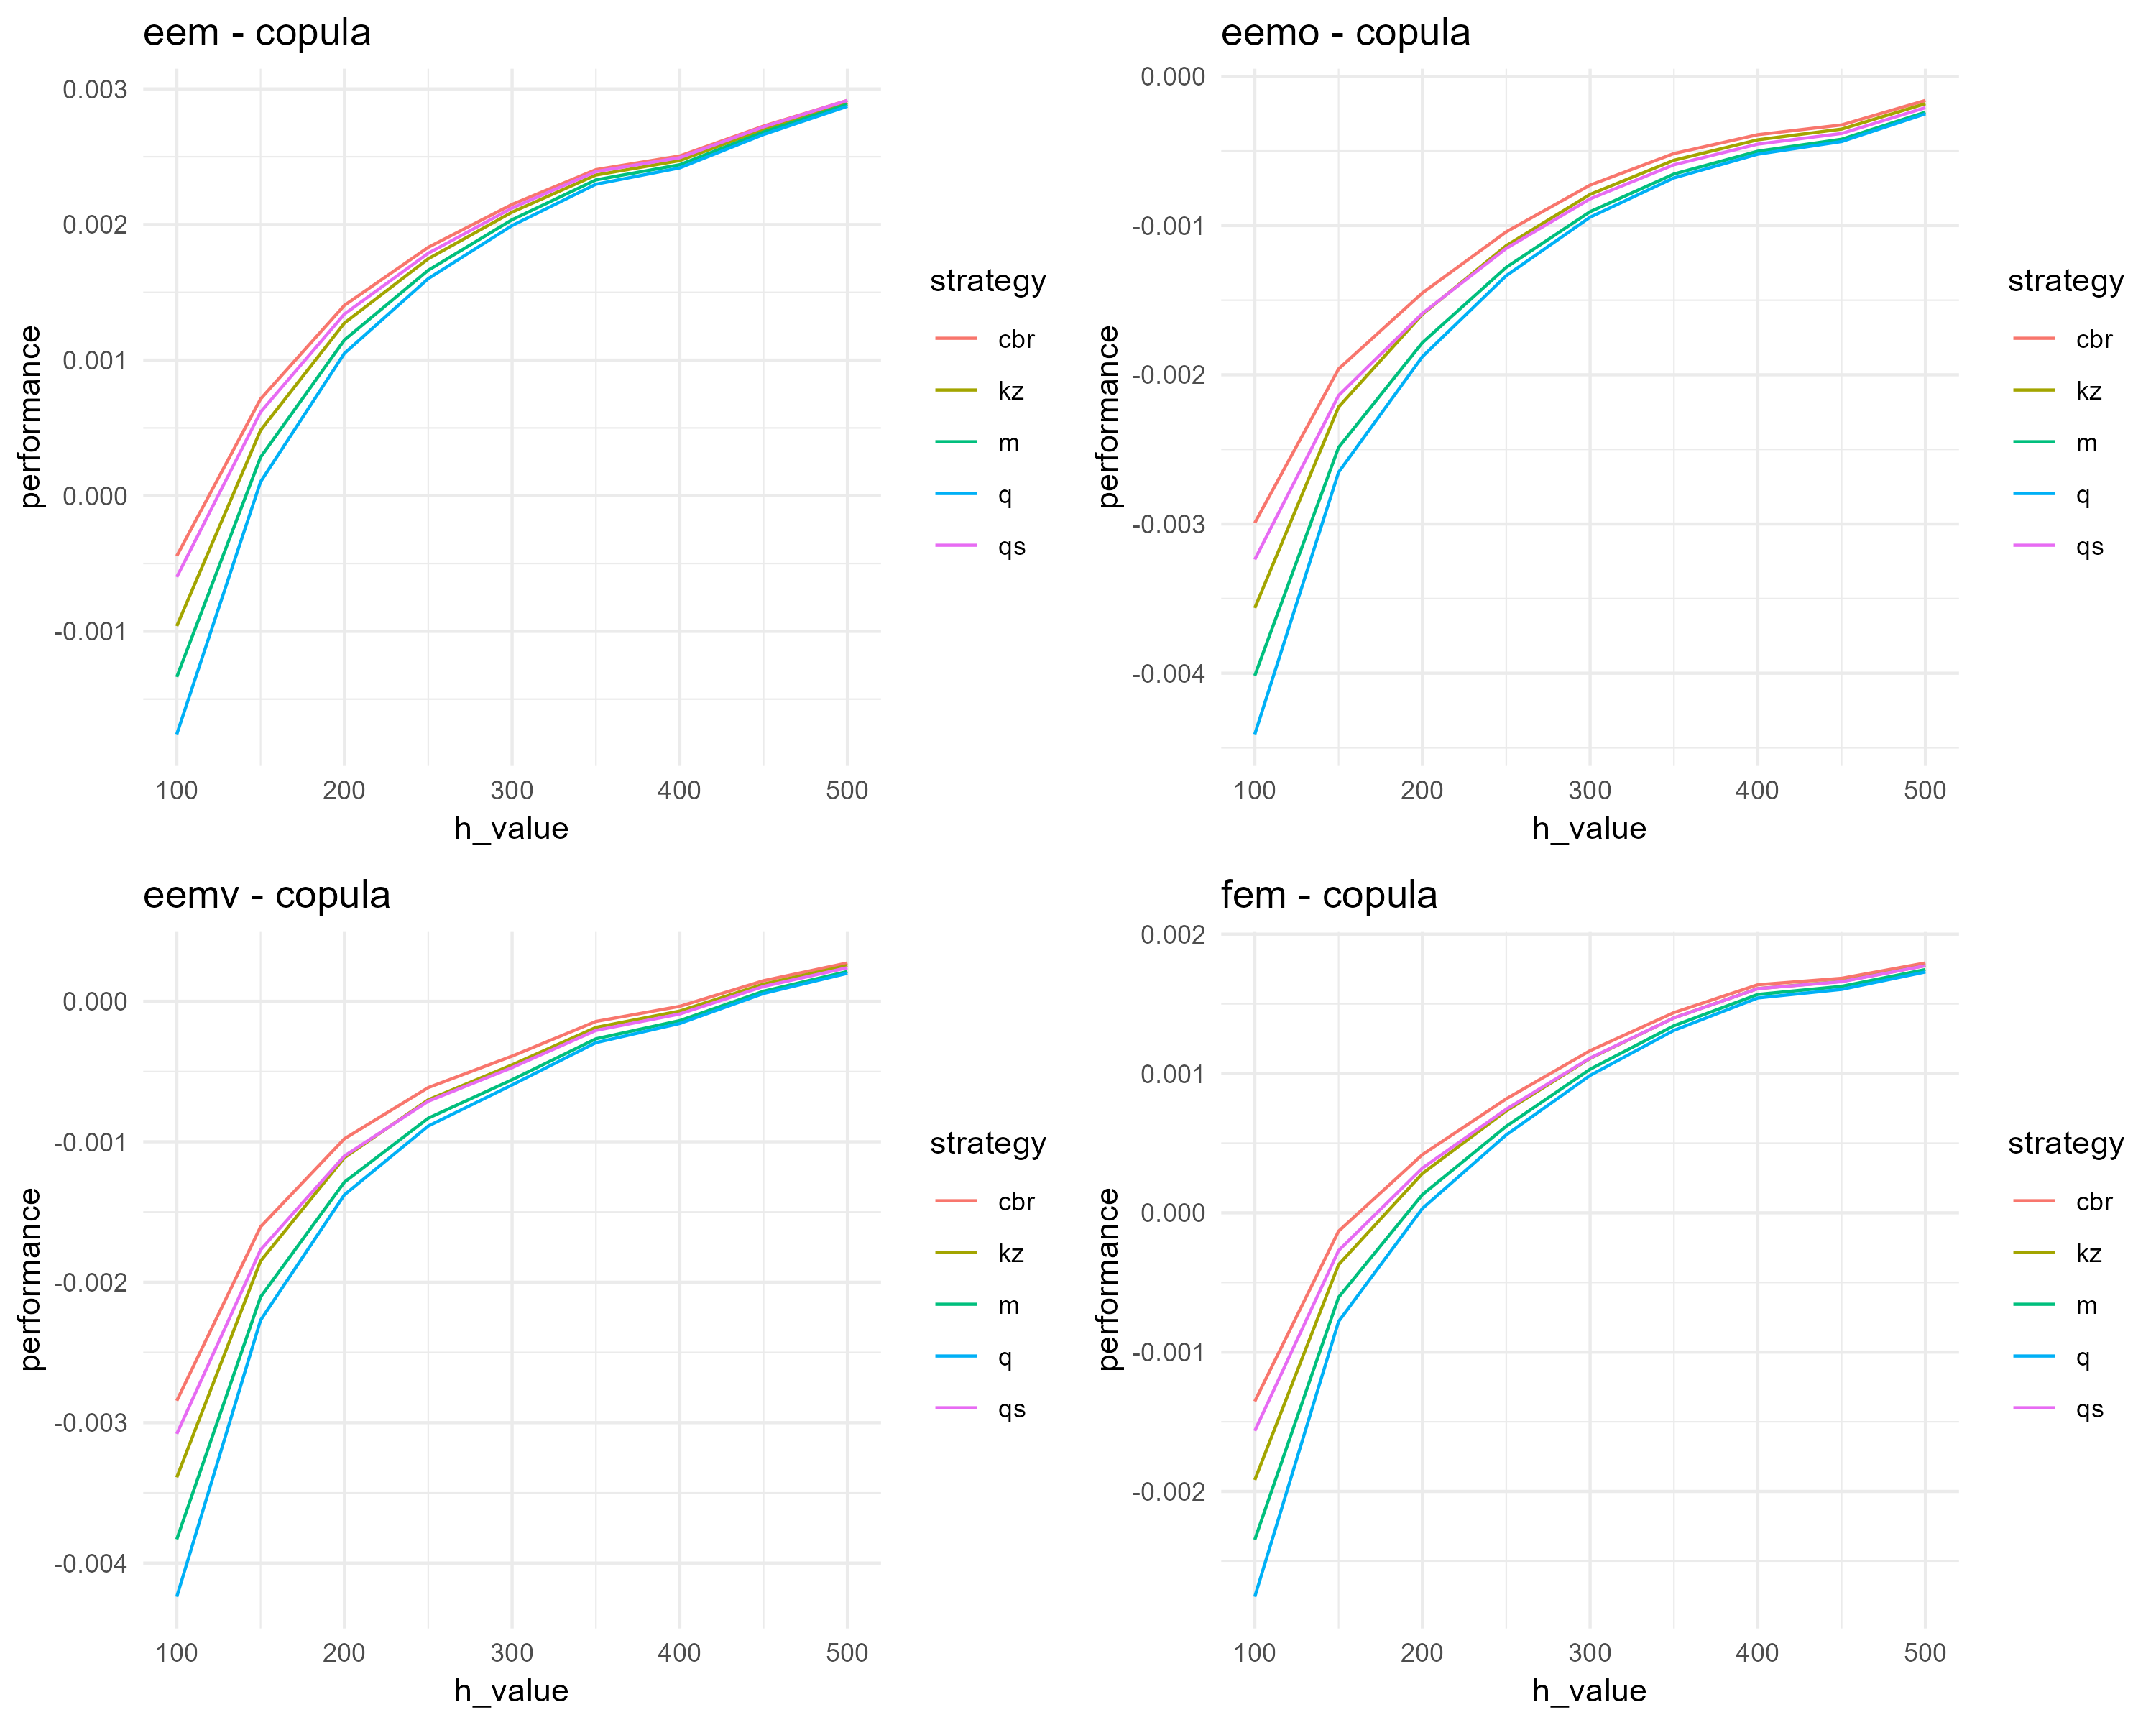 eem - copula
0.003
0.002
0.001
0.000
-0.001
performance
100 200 300 400 500
h_value
strategy
cbr
kz
m
q
qs
eemo - copula
0.000
-0.001
-0.002
-0.003
-0.004
performance
100 200 300 400 500
h_value
strategy
cbr
kz
m
q
qs
eemv - copula
0.000
-0.001
-0.002
-0.003
-0.004
performance
100 200 300 400 500
h_value
strategy
cbr
kz
m
q
qs
fem - copula
0.002
0.001
0.000
-0.001
-0.002
performance
100 200 300 400 500
h_value
strategy
cbr
kz
m
q
qs